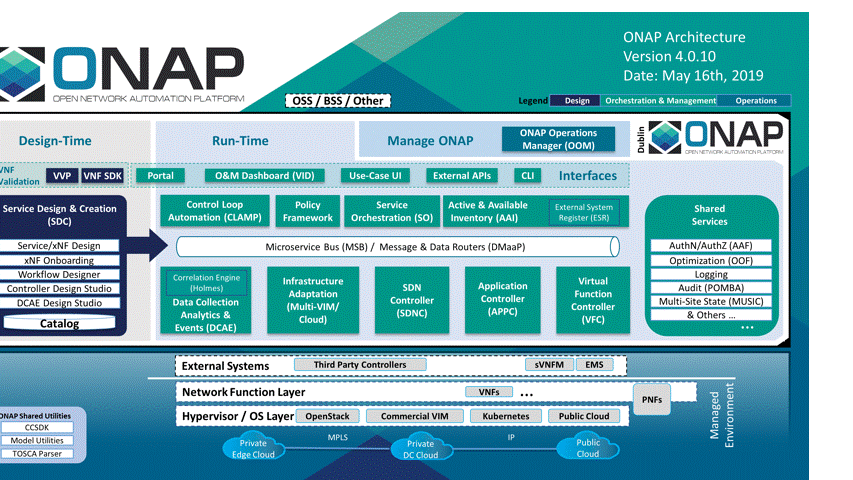 ONAP
OPEN NETWORK AUTOMATION PLATFORM
ONAP Architecture
Version 4.0.10
Date: May 16th, 2019
OSS / BSS / Other
Legend Design Orchestration & Management Operations
Design-Time
Run-Time
Manage ONAP
ONAP Operations
Manager (OOM)
Dublin
ONAP
OPEN NETWORK AUTOMATION PLATFORM
VNF
Validation
VVP
VNF SDK
Portal
O&M Dashboard (VID)
Use-Case UI
External APIs
CLI
Interfaces
Service Design & Creation
(SDC)
Service/xNF Design
xNF Onboarding
Workflow Designer
Controller Design Studio
DCAE Design Studio
Catalog
Control Loop
Automation (CLAMP)
Policy
Framework
Service
Orchestration (SO)
Active & Available
Inventory (AAI)
External System
Register (ESR)
Microservice Bus (MSB) / Message & Data Routers (DMaaP)
Correlation Engine
(Holmes)
Data Collection
Analytics &
Events (DCAE)
Infrastructure
Adaptation
(Multi-VIM/
Cloud)
SDN
Controller
(SDNC)
Application
Controller
(APPC)
Virtual
Function
Controller
(VFC)
Shared
Services
AuthN/AuthZ (AAF)
Optimization (OOF)
Logging
Audit (POMBA)
Multi-Site State (MUSIC)
& Others ...
...
External Systems
Third Party Controllers
sVNFM
EMS
Network Function Layer
VNFs
...
PNFs
Hypervisor / OS Layer
OpenStack
Commercial VIM
Kubernetes
Public Cloud
Managed
Environment
ONAP Shared Utilities
CCSDK
Model Utilities
TOSCA Parser
Private
Edge Cloud
MPLS
Private
DC Cloud
IP
Public
Cloud